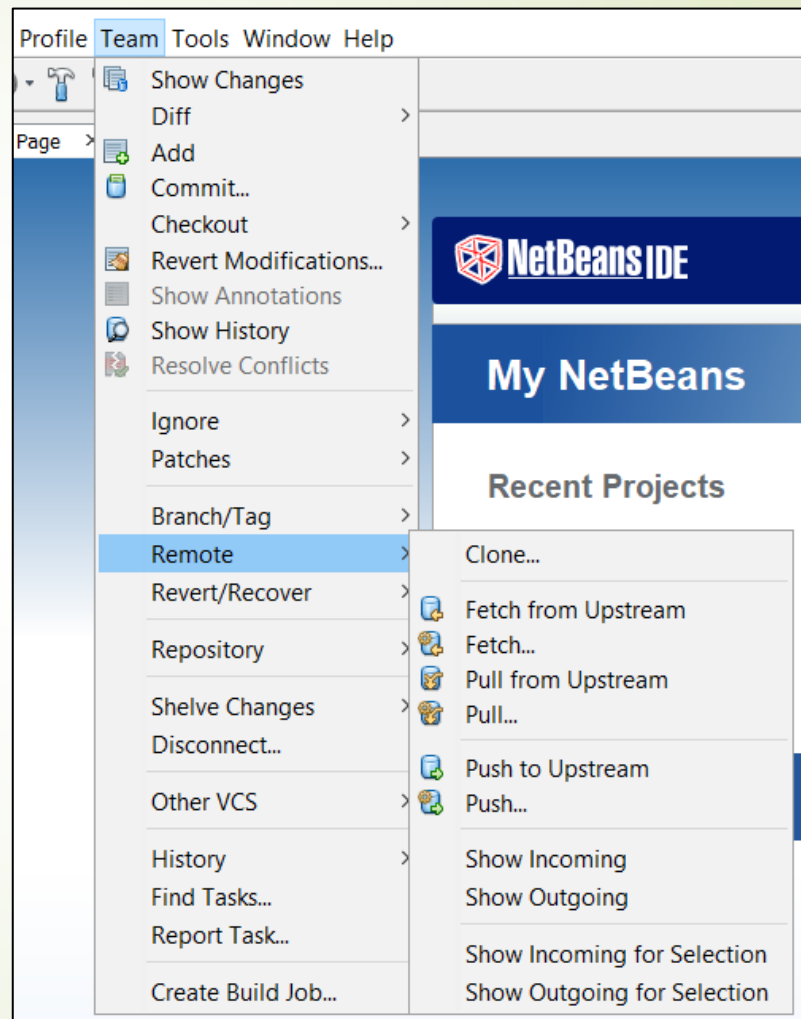 Profile Team Tools Window Help
Show Changes
Diff
Page
Add
Commit...
Checkout
Revert Modifications...
Show Annotations
Show History
Resolve Conflicts
Ignore
Patches
Branch/Tag
Remote
Revert/Recover
Repository
Shelve Changes
Disconnect...
Other VCS
History
Find Tasks...
Report Task...
Create Build Job...
NetBeans IDE
My NetBeans
Recent Projects
Clone...
Fetch from Upstream
Fetch...
Pull from Upstream
Pull...
Push to Upstream
Push...
Show Incoming
Show Outgoing
Show Incoming for Selection
Show Outgoing for Selection